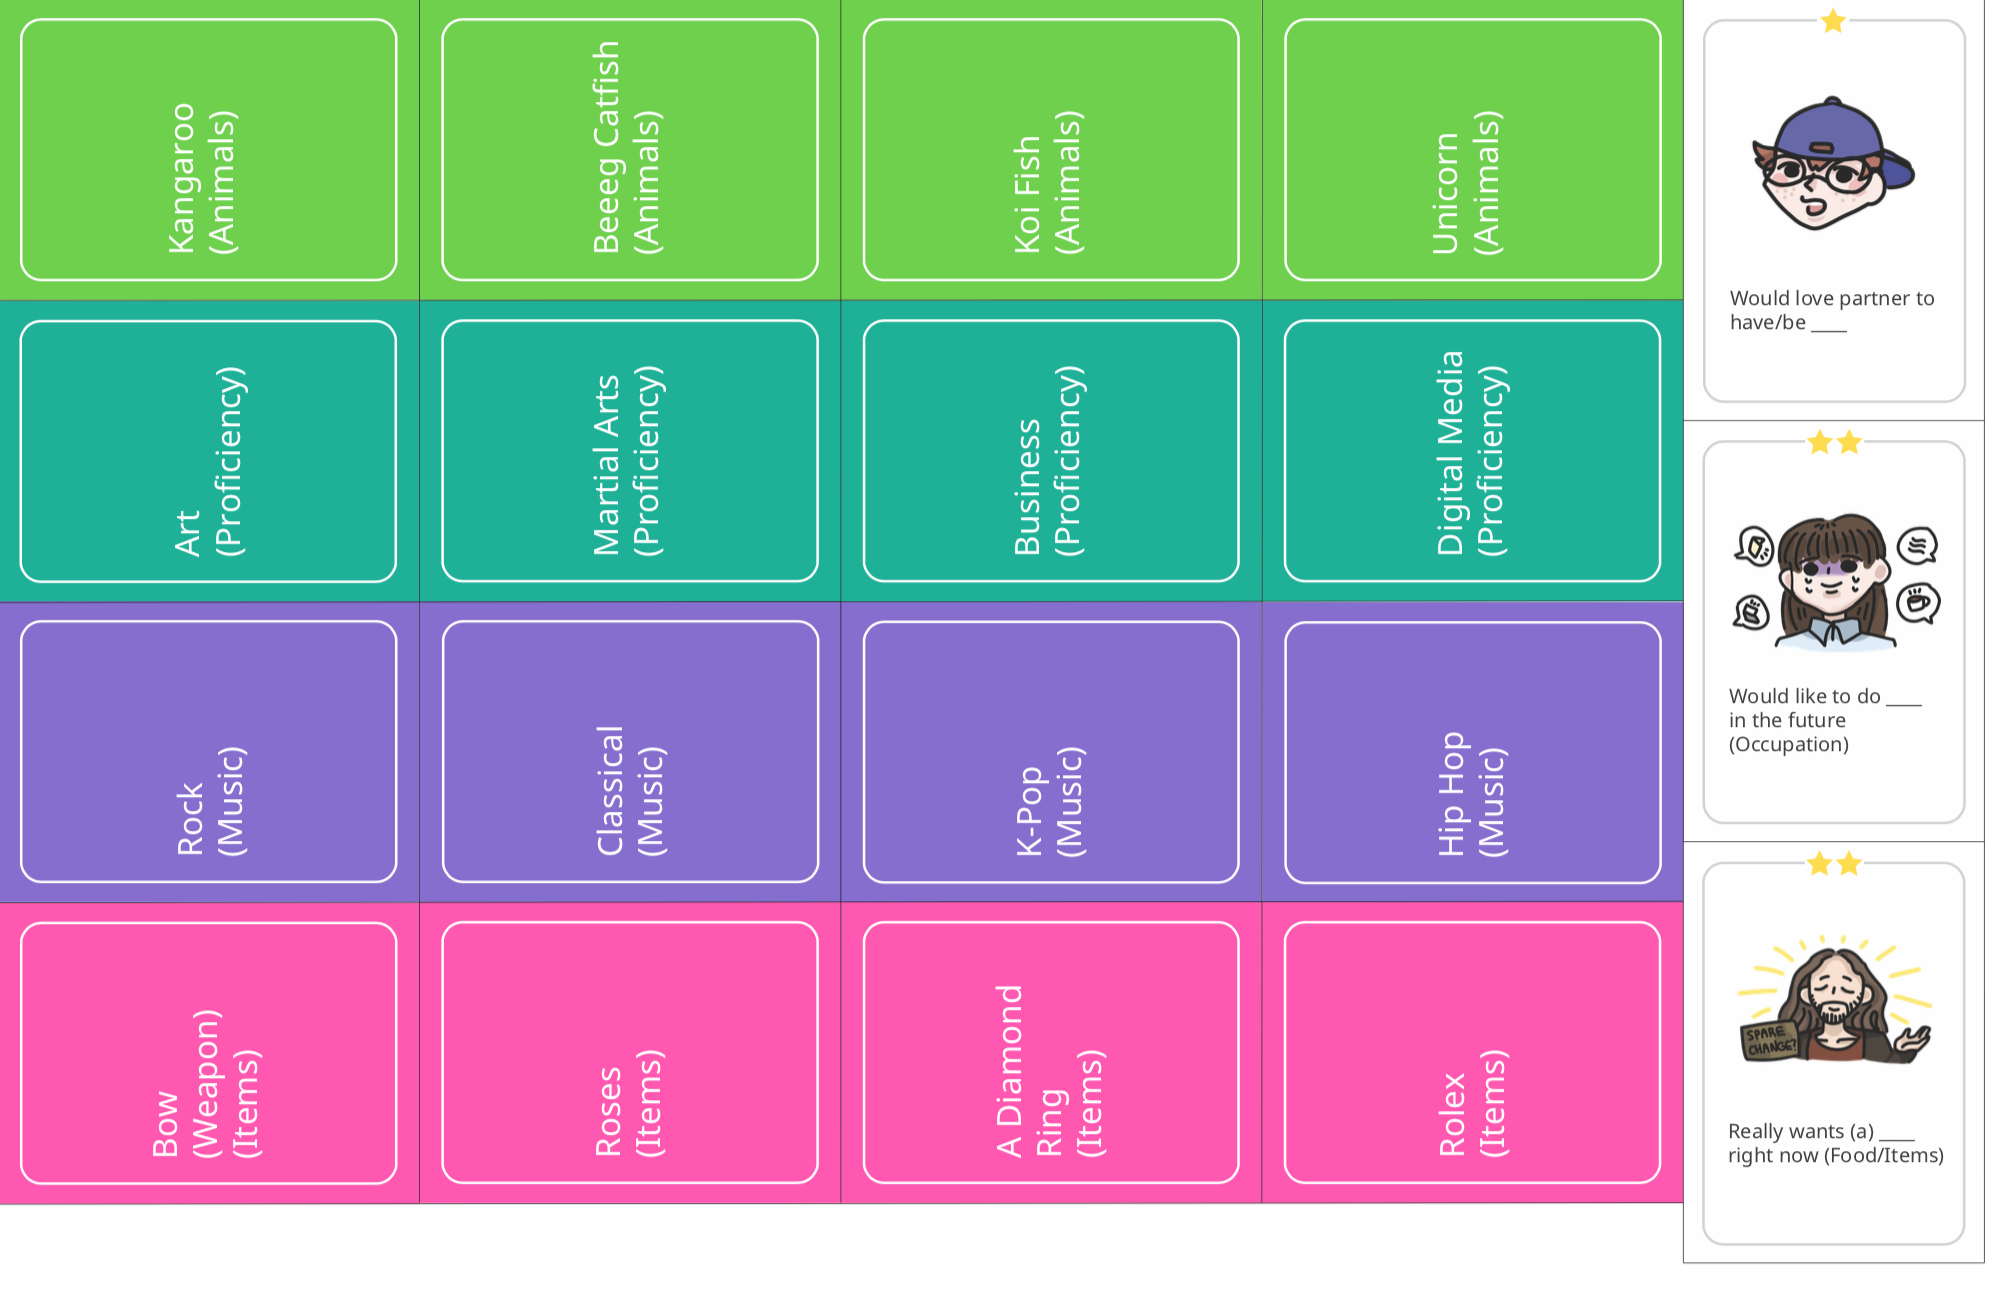 Kangaroo
(Animals)
Beeeg Catfish
(Animals)
Koi Fish
(Animals)
Unicorn
(Animals)
Art
(Proficiency)
Martial Arts
(Proficiency)
Business
(Proficiency)
Digital Media
(Proficiency)
Rock
(Music)
Classical
(Music)
K-Pop
(Music)
Hip Hop
(Music)
Bow
(Weapon)
(Items)
Roses
(Items)
A Diamond
Ring
(Items)
Rolex
(Items)
Would love partner to
have/be ____
Would like to do ____
in the future
(Occupation)
SPARE
CHANGE?
Really wants (a) ____
right now (Food/Items)